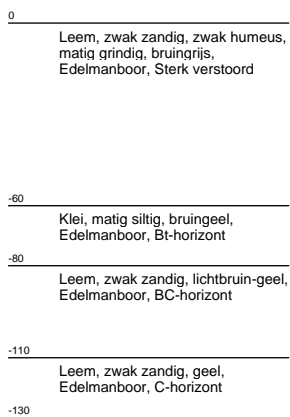 0
Leem, zwak zandig, zwak humeus,
matig grindig, bruingrijs,
Edelmanboor, Sterk verstoord
-60
Klei, matig siltig, bruingeel,
Edelmanboor, Bt-horizont
-80
Leem, zwak zandig, lichtbruin-geel,
Edelmanboor, BC-horizont
-110
Leem, zwak zandig, geel,
Edelmanboor, C-horizont
-130